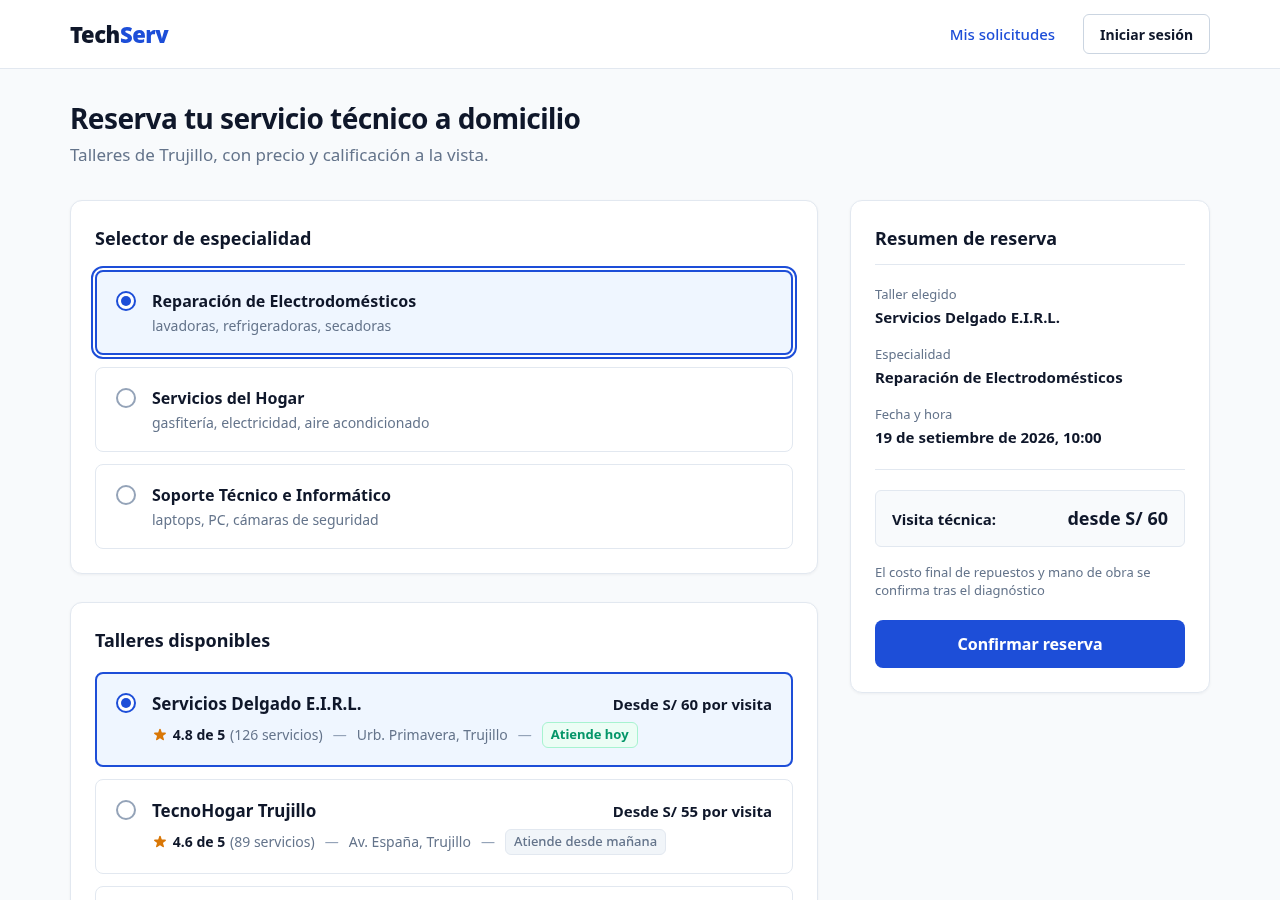 TechServ
Mis solicitudes
Iniciar sesión
Reserva tu servicio técnico a domicilio
Talleres de Trujillo, con precio y calificación a la vista.
Selector de especialidad
Reparación de Electrodomésticos
lavadoras, refrigeradoras, secadoras
Servicios del Hogar
gasfitería, electricidad, aire acondicionado
Soporte Técnico e Informático
laptops, PC, cámaras de seguridad
Talleres disponibles
Servicios Delgado E.I.R.L.
Desde S/ 60 por visita
4.8 de 5 (126 servicios) — Urb. Primavera, Trujillo — Atiende hoy
TecnoHogar Trujillo
Desde S/ 55 por visita
4.6 de 5 (89 servicios) — Av. España, Trujillo — Atiende desde mañana
Resumen de reserva
Taller elegido
Servicios Delgado E.I.R.L.
Especialidad
Reparación de Electrodomésticos
Fecha y hora
19 de setiembre de 2026, 10:00
Visita técnica: desde S/ 60
El costo final de repuestos y mano de obra se
confirma tras el diagnóstico
Confirmar reserva